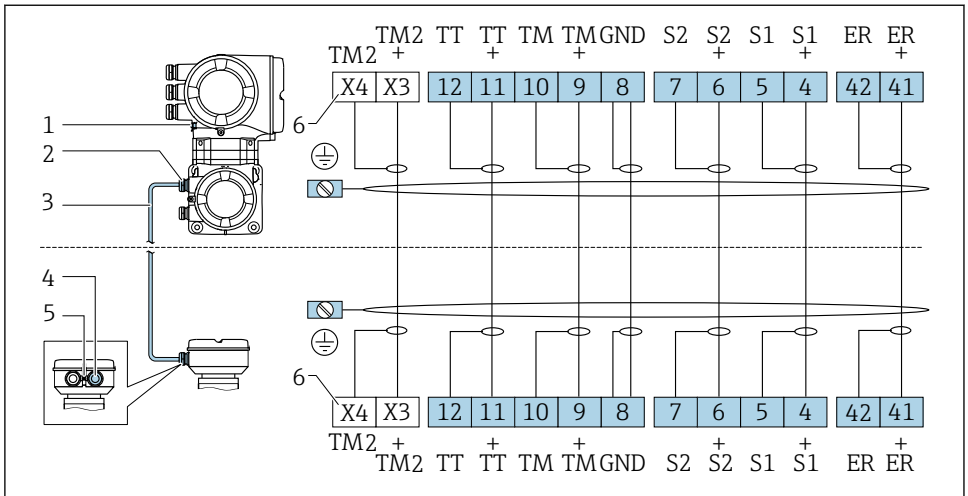 TM2 TT TT TM TM GND S2 S2 S1 S1 ER ER
+ + + + + +
TM2
X4 X3 12 11 10 9 8 7 6 5 4 42 41
1
6
2
3
4
5
6
X4 X3 12 11 10 9 8 7 6 5 4 42 41
TM2 + + + + + +
TM2 TT TT TM TM GND S2 S2 S1 S1 ER ER